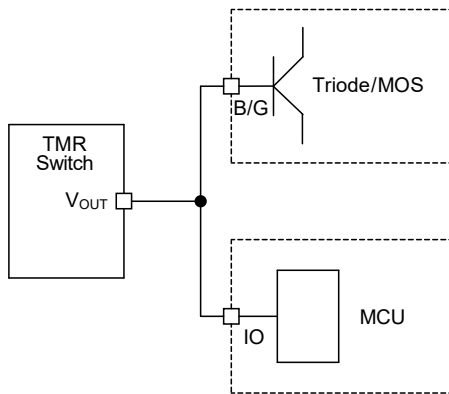 Triode/MOS
B/G
TMR
Switch
VOUT
MCU
IO